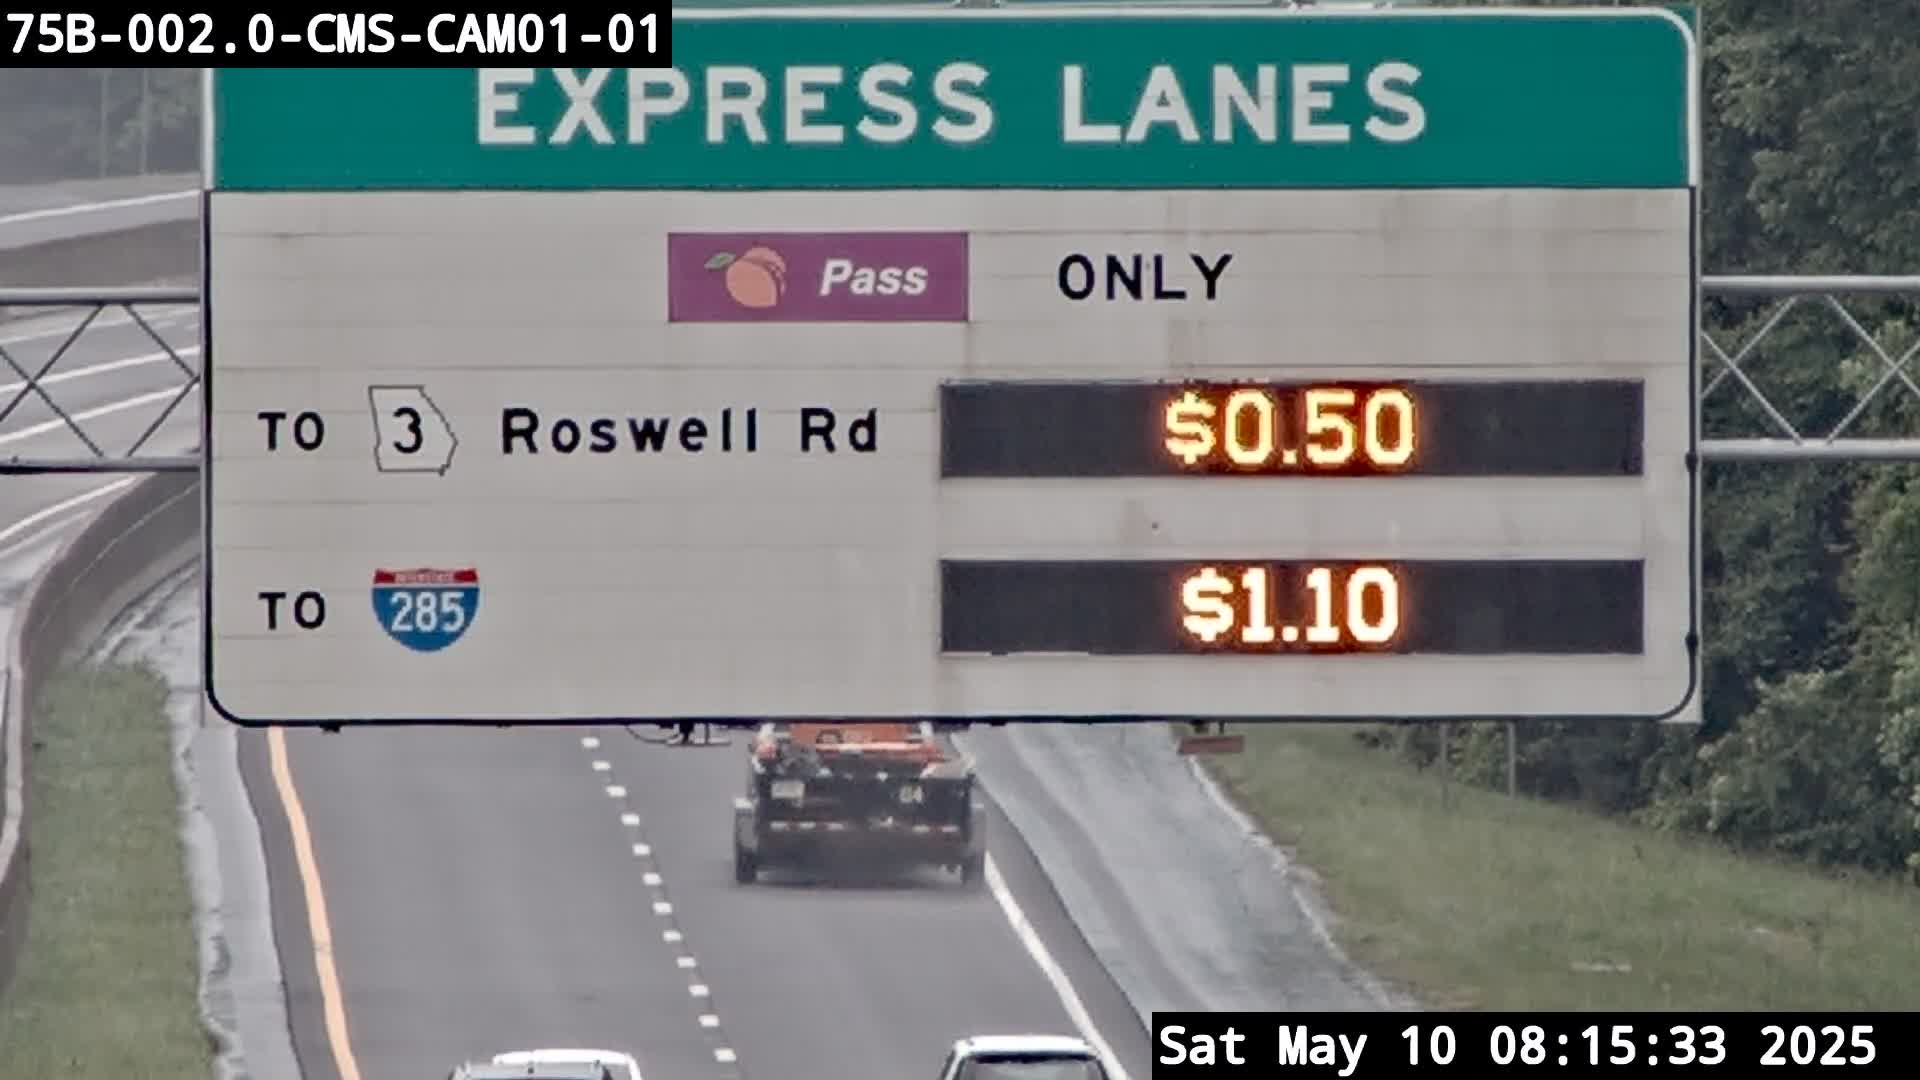 75B-002.0-CMS-CAM01-01
EXPRESS LANES
Pass ONLY
TO 3 Roswell Rd $0.50
TO 285 $1.10
Sat May 10 08:15:33 2025